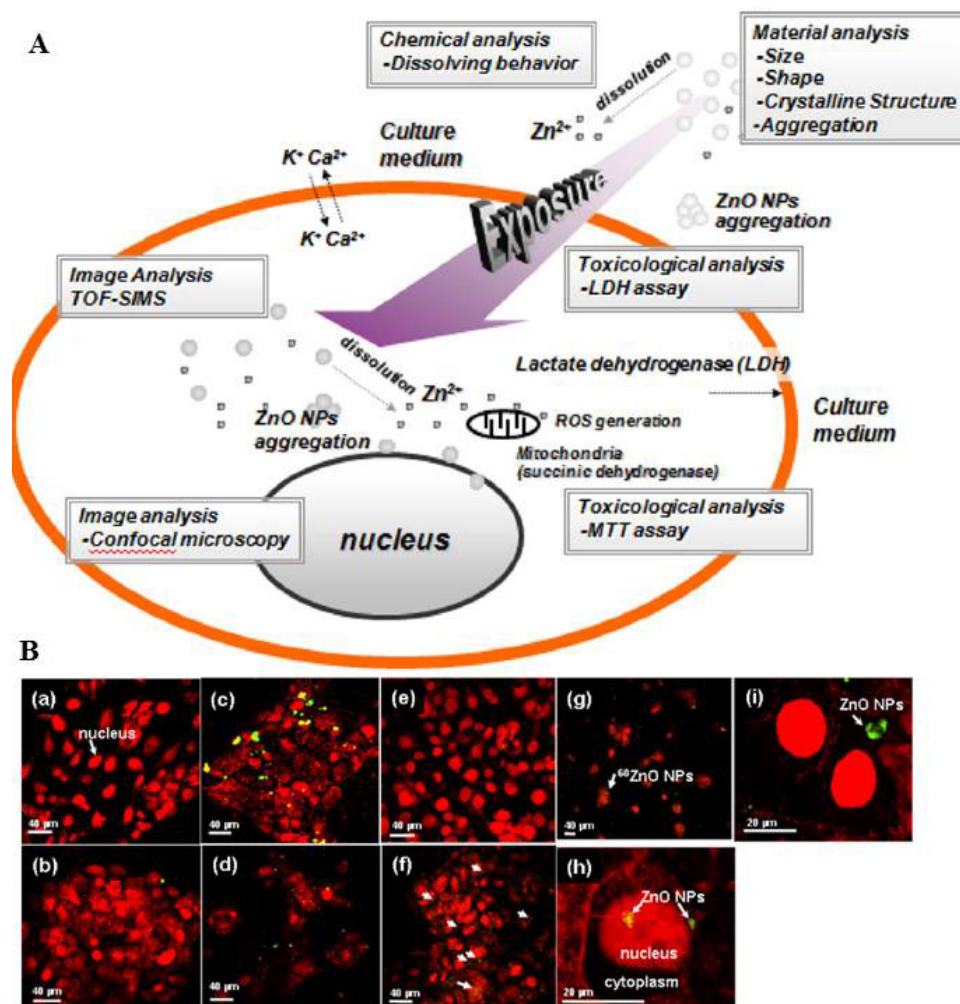 A
Chemical analysis
-Dissolving behavior
Material analysis
-Size
-Shape
-Crystalline Structure
-Aggregation
dissolution
Zn²⁺
Culture
medium
K⁺ Ca²⁺
K⁺ Ca²⁺
Exposure
ZnO NPs
aggregation
Image Analysis
TOF-SIMS
Toxicological analysis
-LDH assay
dissolution
Zn²⁺
Lactate dehydrogenase (LDH)
Culture
medium
ZnO NPs
aggregation
ROS generation
Mitochondria
(succinic dehydrogenase)
Image analysis
-Confocal microscopy
nucleus
Toxicological analysis
-MTT assay
B
(a)
nucleus
40 μm
(c)
40 μm
(e)
40 μm
(g)
⁶⁸ZnO NPs
40 μm
(i)
ZnO NPs
20 μm
(b)
40 μm
(d)
40 μm
(f)
40 μm
(h)
ZnO NPs
nucleus
cytoplasm
20 μm